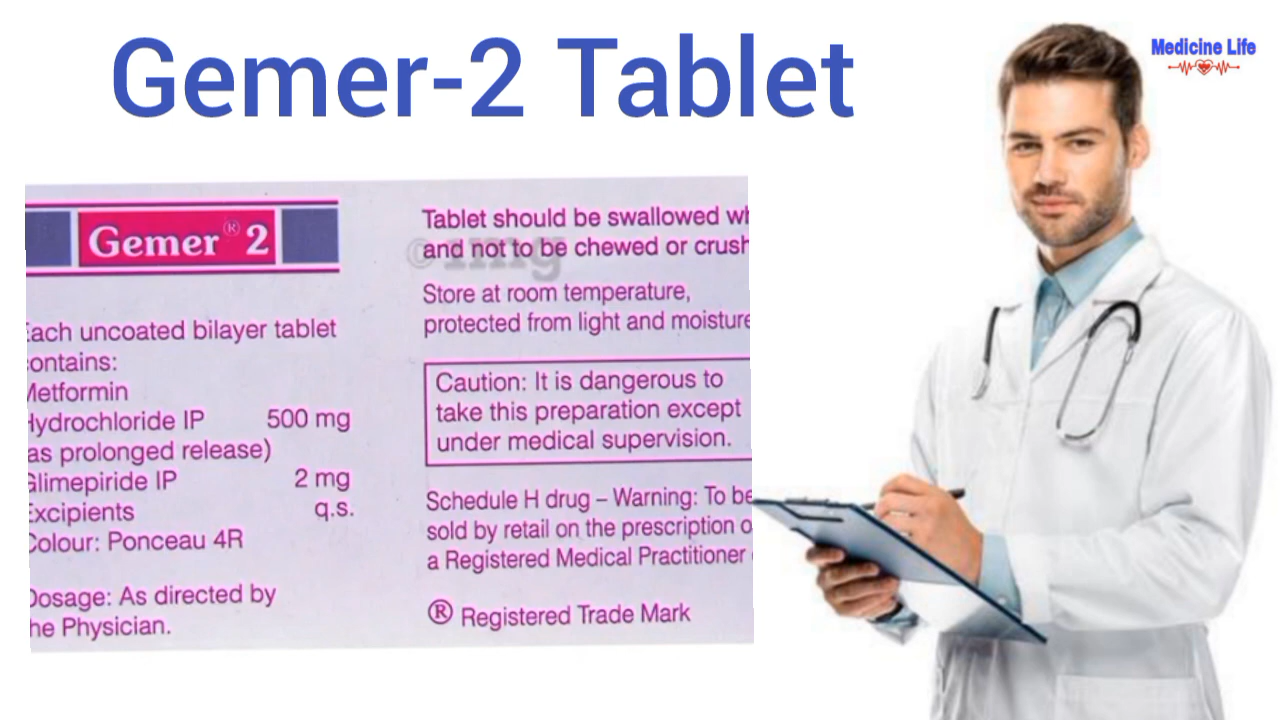 Gemer-2 Tablet
Medicine Life
Gemer® 2
Each uncoated bilayer tablet
contains:
Metformin
Hydrochloride IP 500 mg
(as prolonged release)
Glimepiride IP 2 mg
Excipients q.s.
Colour: Ponceau 4R
Dosage: As directed by
the Physician.
Tablet should be swallowed wh
and not to be chewed or crush
©1mg
Store at room temperature,
protected from light and moisture
Caution: It is dangerous to
take this preparation except
under medical supervision.
Schedule H drug – Warning: To be
sold by retail on the prescription o
a Registered Medical Practitioner
® Registered Trade Mark